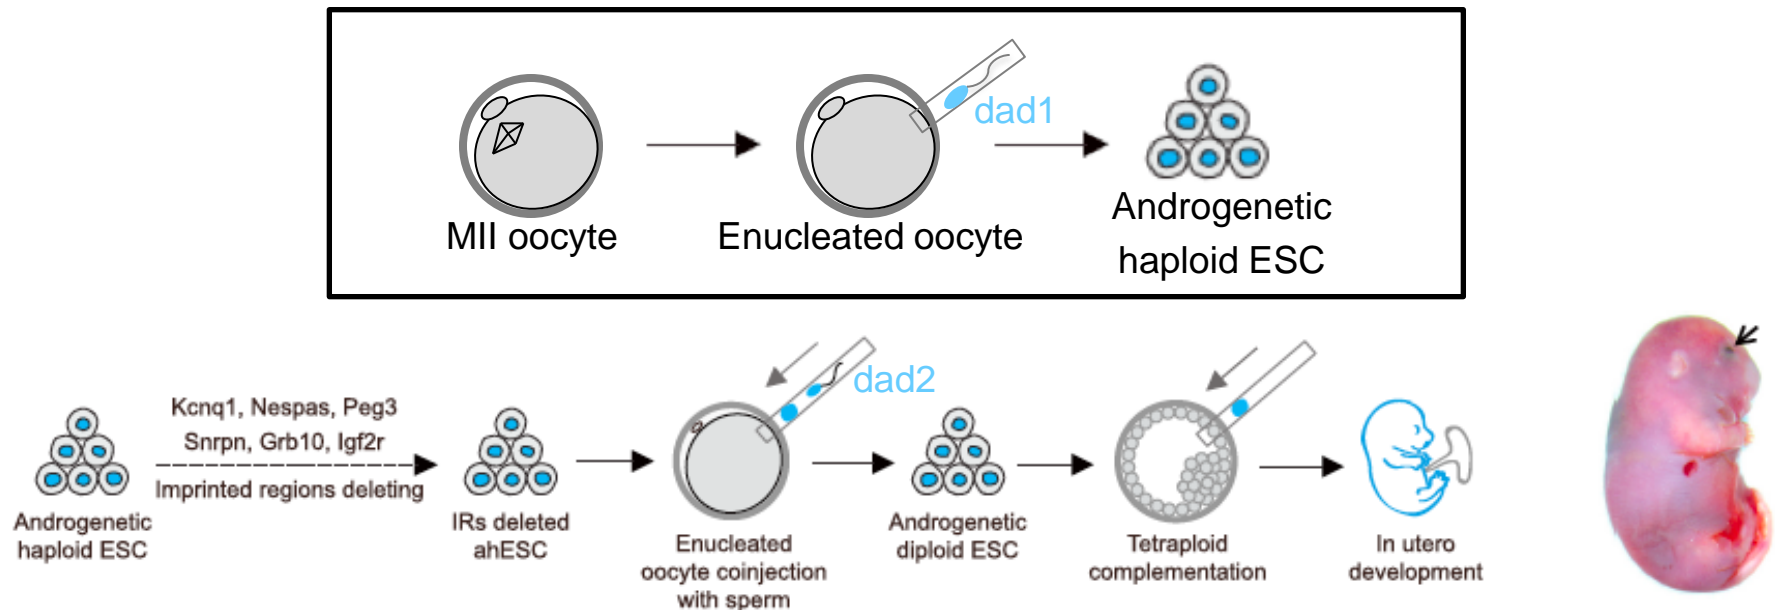 dad1
MII oocyte
Enucleated oocyte
Androgenetic
haploid ESC
dad2
Kcnq1, Nespas, Peg3
Snrpn, Grb10, Igf2r
Imprinted regions deleting
Androgenetic
haploid ESC
IRs deleted
ahESC
Enucleated
oocyte coinjection
with sperm
Androgenetic
diploid ESC
Tetraploid
complementation
In utero
development